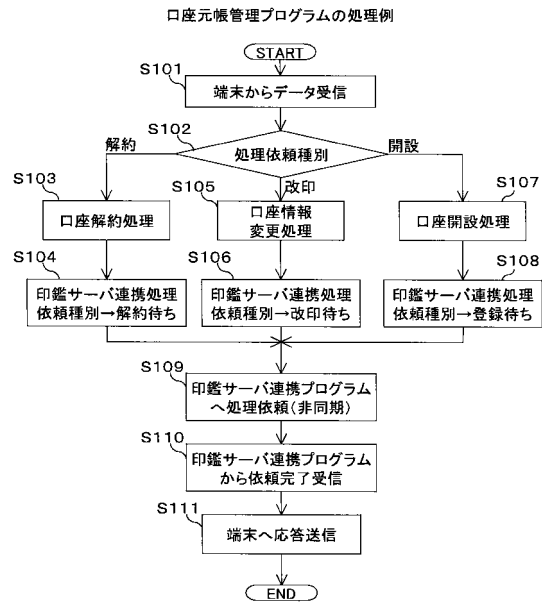 口座元帳管理プログラムの処理例
START
S101
端末からデータ受信
S102
処理依頼種別
解約
改印
開設
S103
口座解約処理
S105
口座情報
変更処理
S107
口座開設処理
S104
印鑑サーバ連携処理
依頼種別→解約待ち
S106
印鑑サーバ連携処理
依頼種別→改印待ち
S108
印鑑サーバ連携処理
依頼種別→登録待ち
S109
印鑑サーバ連携プログラム
へ処理依頼(非同期)
S110
印鑑サーバ連携プログラム
から依頼完了受信
S111
端末へ応答送信
END